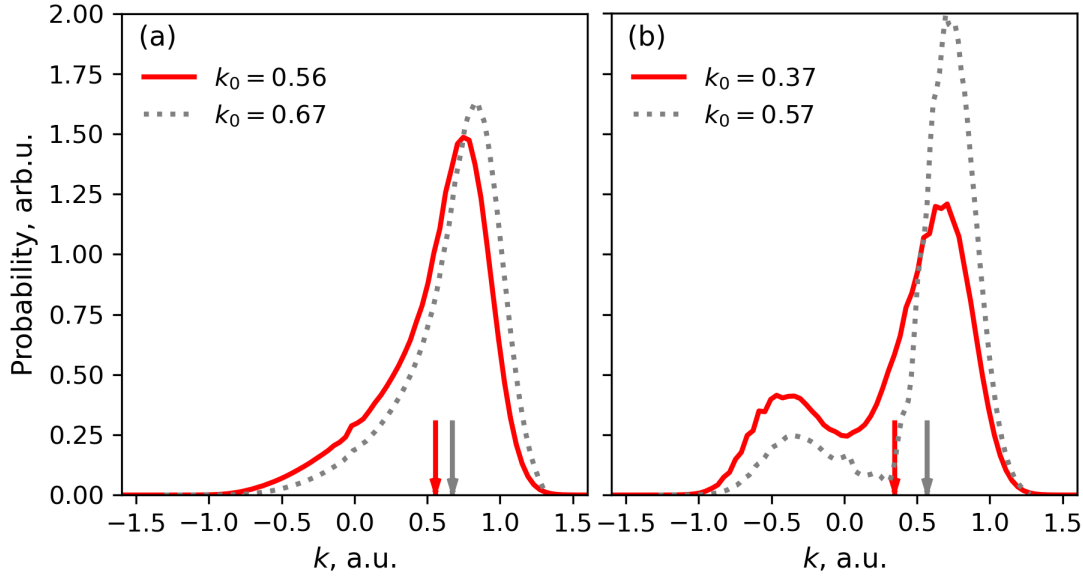 (a)
k₀ = 0.56
k₀ = 0.67
(b)
k₀ = 0.37
k₀ = 0.57
Probability, arb.u.
2.00
1.75
1.50
1.25
1.00
0.75
0.50
0.25
0.00
−1.5 −1.0 −0.5 0.0 0.5 1.0 1.5
−1.5 −1.0 −0.5 0.0 0.5 1.0 1.5
k, a.u.
k, a.u.